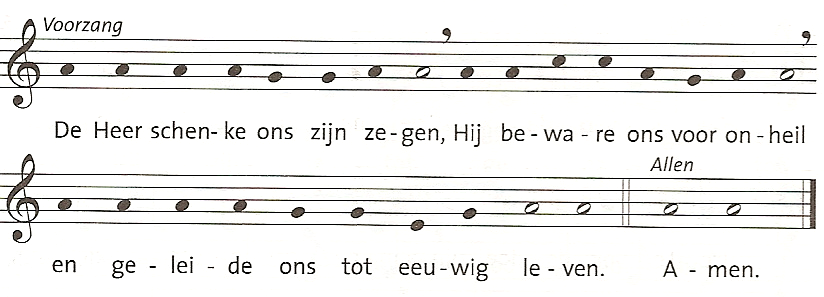 Voorzang
De Heer schen-ke ons zijn ze-gen, Hij be-wa-re ons voor on-heil
Allen
en ge-lei-de ons tot eeu-wig le-ven. A-men.